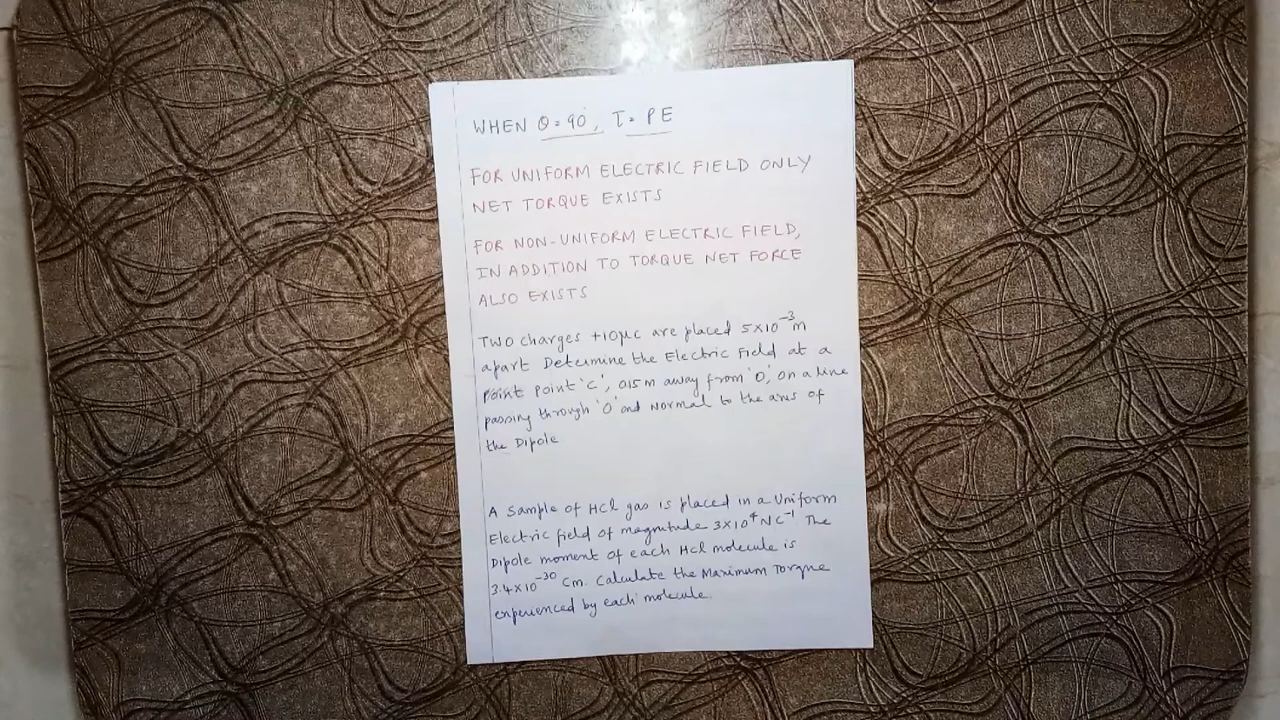 WHEN θ=90°, τ= PE
FOR UNIFORM ELECTRIC FIELD ONLY
NET TORQUE EXISTS
FOR NON-UNIFORM ELECTRIC FIELD,
IN ADDITION TO TORQUE NET FORCE
ALSO EXISTS
TWO charges +10μc are placed 5×10⁻³m
apart Determine the Electric Field at a
point Point 'C', 015m away from 'O', on a line
passing through 'O' and Normal to the axis of
the Dipole
A Sample of HCl gas is placed in a Uniform
Electric field of magnitude 3×10⁴NC⁻¹ The
Dipole moment of each HCl molecule is
3.4×10⁻³⁰ Cm. Calculate the Maximum Torque
experienced by each molecule.